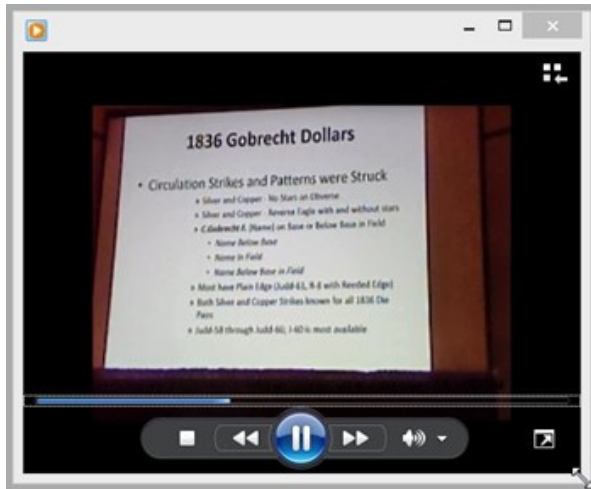 1836 Gobrecht Dollars
• Circulation Strikes and Patterns were Struck
» Silver and Copper - No Stars on Obverse
» Silver and Copper - Reverse Eagle with and without stars
» C.Gobrecht F. (Name) on Base or Below Base in Field
• Name Below Base
• Name in Field
• Name Below Base in Field
» Most have Plain Edge (Judd-61, R-8 with Reeded Edge)
» Both Silver and Copper Strikes known for all 1836 Die
Pairs
» Judd-58 through Judd-60, J-60 is most available